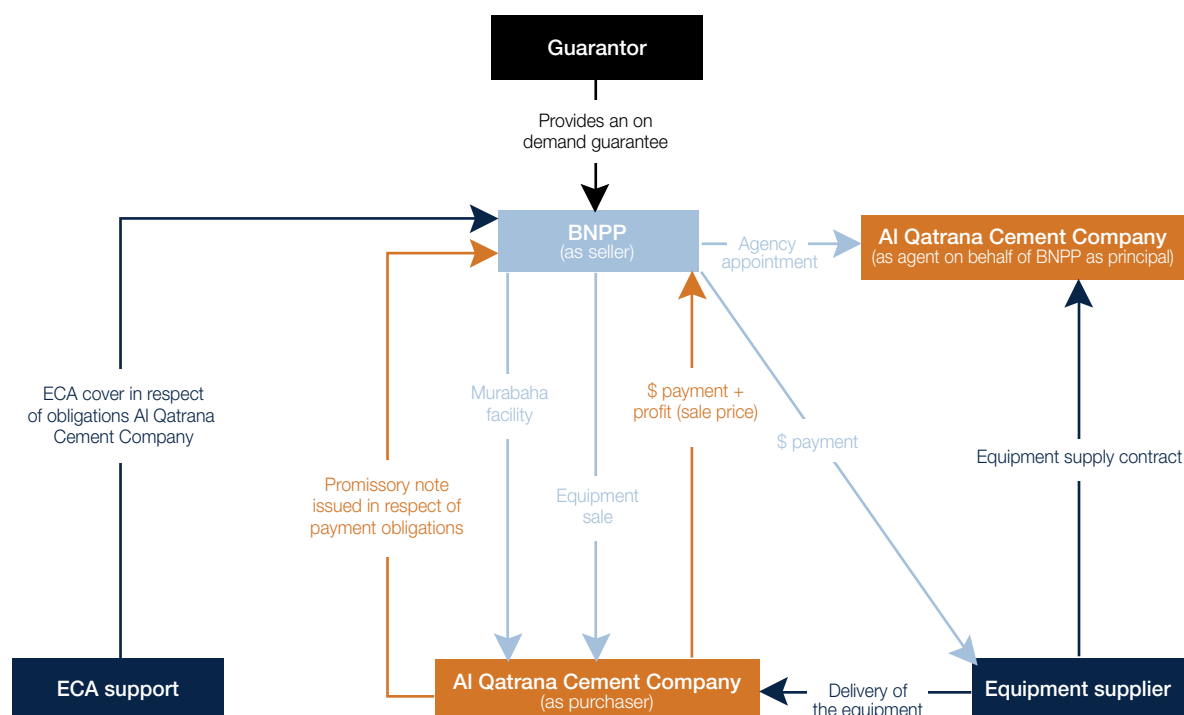 Guarantor
Provides an on
demand guarantee
BNPP
(as seller)
Agency
appointment
Al Qatrana Cement Company
(as agent on behalf of BNPP as principal)
ECA cover in respect
of obligations Al Qatrana
Cement Company
Murabaha
facility
$ payment +
profit (sale price)
$ payment
Equipment supply contract
Promissory note
issued in respect of
payment obligations
Equipment
sale
ECA support
Al Qatrana Cement Company
(as purchaser)
Delivery of
the equipment
Equipment supplier